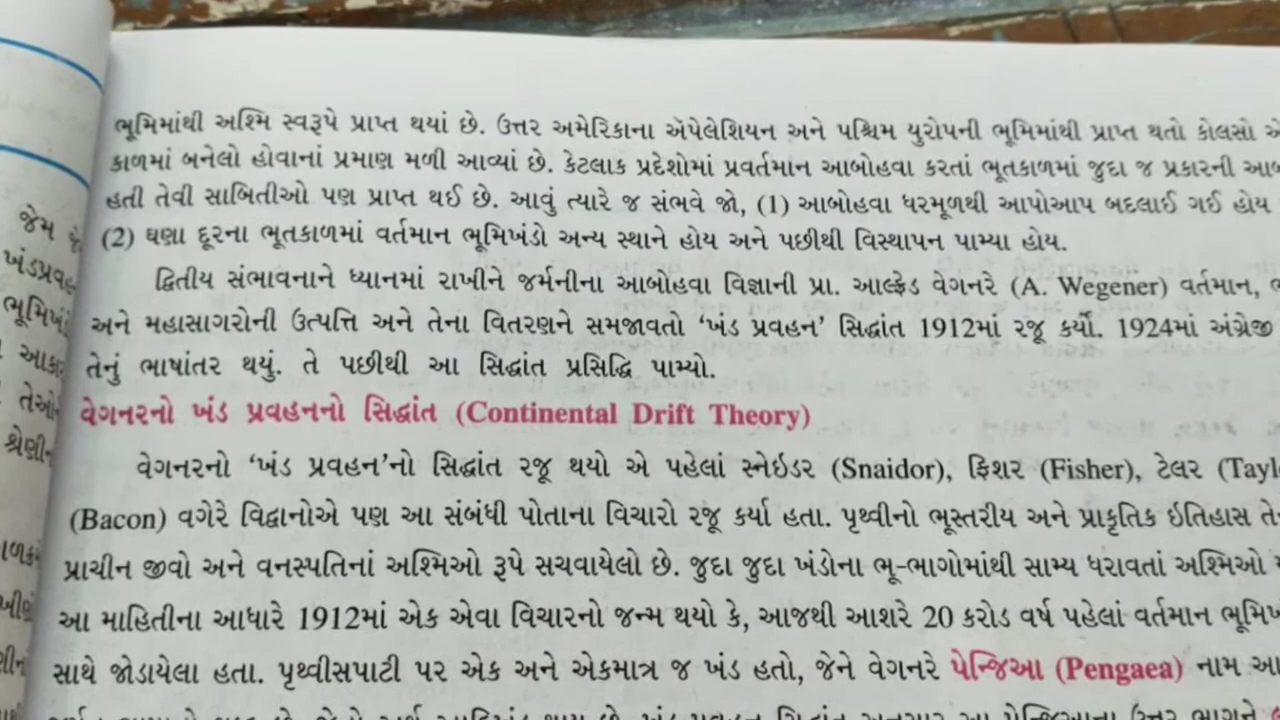 ભૂમિમાંથી અશ્મિ સ્વરૂપે પ્રાપ્ત થયાં છે. ઉત્તર અમેરિકાના ઍપેલેશિયન અને પશ્ચિમ યુરોપની ભૂમિમાંથી પ્રાપ્ત થતો કોલસો
કાળમાં બનેલો હોવાનાં પ્રમાણ મળી આવ્યાં છે. કેટલાક પ્રદેશોમાં પ્રવર્તમાન આબોહવા કરતાં ભૂતકાળમાં જુદા જ પ્રકારની
હતી તેવી સાબિતીઓ પણ પ્રાપ્ત થઈ છે. આવું ત્યારે જ સંભવે જો, (1) આબોહવા ધરમૂળથી આપોઆપ બદલાઈ ગઈ હોય
(2) ઘણા દૂરના ભૂતકાળમાં વર્તમાન ભૂમિખંડો અન્ય સ્થાને હોય અને પછીથી વિસ્થાપન પામ્યા હોય.
દ્વિતીય સંભાવનાને ધ્યાનમાં રાખીને જર્મનીના આબોહવા વિજ્ઞાની પ્રા. આલ્ફ્રેડ વેગનરે (A. Wegener) વર્તમાન,
અને મહાસાગરોની ઉત્પત્તિ અને તેના વિતરણને સમજાવતો ‘ખંડ પ્રવહન’ સિદ્ધાંત 1912માં રજૂ કર્યો. 1924માં અંગ્રેજી
તેનું ભાષાંતર થયું. તે પછીથી આ સિદ્ધાંત પ્રસિદ્ધિ પામ્યો.
વેગનરનો ખંડ પ્રવહનનો સિદ્ધાંત (Continental Drift Theory)
વેગનરનો ‘ખંડ પ્રવહન’નો સિદ્ધાંત રજૂ થયો એ પહેલાં સ્નેઇડર (Snaidor), ફિશર (Fisher), ટેલર
(Bacon) વગેરે વિદ્વાનોએ પણ આ સંબંધી પોતાના વિચારો રજૂ કર્યા હતા. પૃથ્વીનો ભૂસ્તરીય અને પ્રાકૃતિક ઇતિહાસ
પ્રાચીન જીવો અને વનસ્પતિનાં અશ્મિઓ રૂપે સચવાયેલો છે. જુદા જુદા ખંડોના ભૂ-ભાગોમાંથી સામ્ય ધરાવતાં અશ્મિઓ
આ માહિતીના આધારે 1912માં એક એવા વિચારનો જન્મ થયો કે, આજથી આશરે 20 કરોડ વર્ષ પહેલાં વર્તમાન
સાથે જોડાયેલા હતા. પૃથ્વીસપાટી પર એક અને એકમાત્ર જ ખંડ હતો, જેને વેગનરે પેન્જિઆ (Pengaea) નામ
જેમ